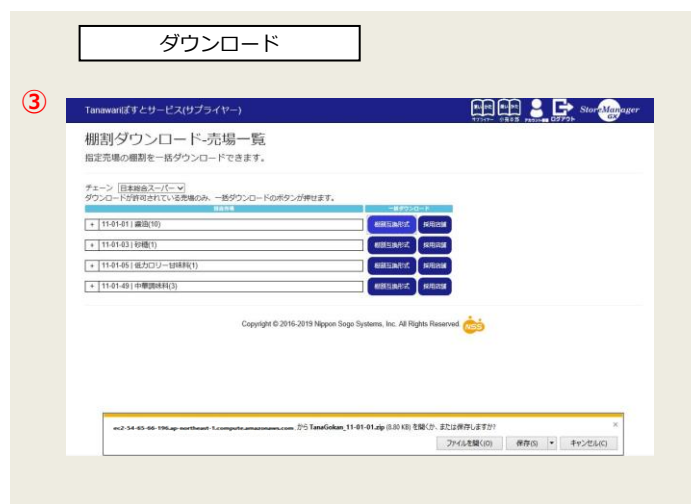 ダウンロード
③
Tanawariぽすとサービス(サプライヤー)
StoreManager
GX
棚割ダウンロード-売場一覧
指定売場の棚割を一括ダウンロードできます。
チェーン 日本総合スーパー
ダウンロードが許可されている売場のみ、一括ダウンロードのボタンが押せます。
一括ダウンロード
+ 11-01-01 | 醤油(10) 棚割互換形式 採用店舗
+ 11-01-03 | 砂糖(1) 棚割互換形式 採用店舗
+ 11-01-05 | 低カロリー甘味料(1) 棚割互換形式 採用店舗
+ 11-01-49 | 中華調味料(3) 棚割互換形式 採用店舗
Copyright © 2016-2019 Nippon Sogo Systems, Inc. All Rights Reserved. NSS
ec2-54-65-66-196.ap-northeast-1.compute.amazonaws.com から TanaGokan_11-01-01.zip (8.80 KB) を開くか、または保存しますか?
×
ファイルを開く(O) 保存(S) ▼ キャンセル(C)